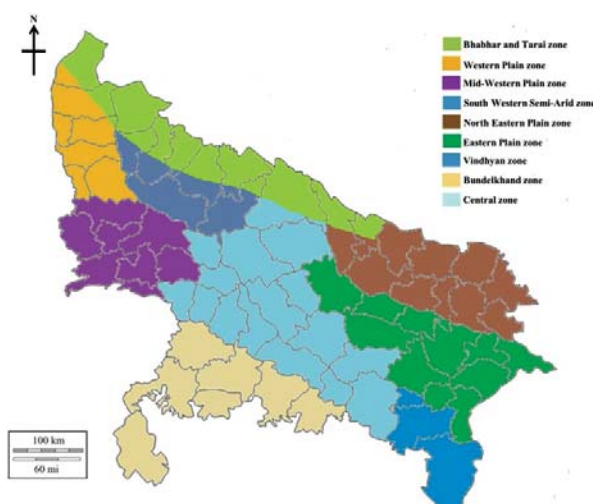 N
Bhabhar and Tarai zone
Western Plain zone
Mid-Western Plain zone
South Western Semi-Arid zone
North Eastern Plain zone
Eastern Plain zone
Vindhyan zone
Bundelkhand zone
Central zone
100 km
60 mi